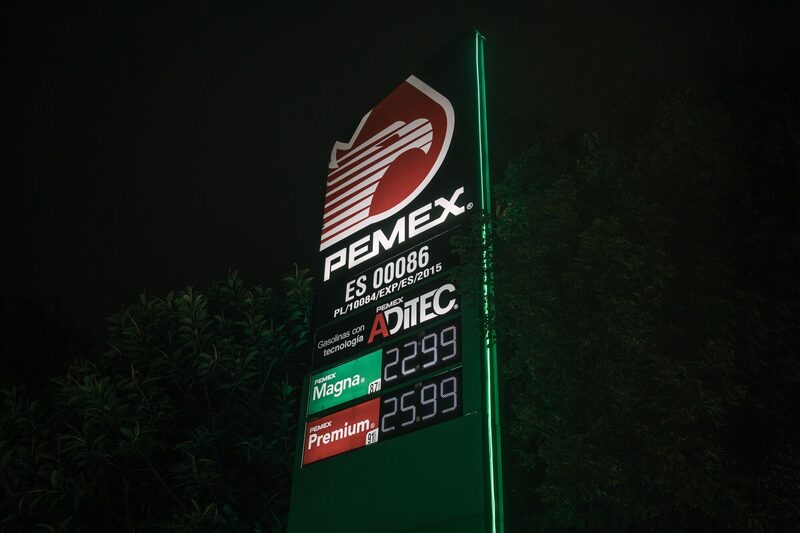 PEMEX®
ES 00086
PL/10084/EXP/ES/2015
Gasolinas con
tecnología
PEMEX
ADITEC®
PEMEX
Magna® 87 22.99
PEMEX
Premium® 91 25.99